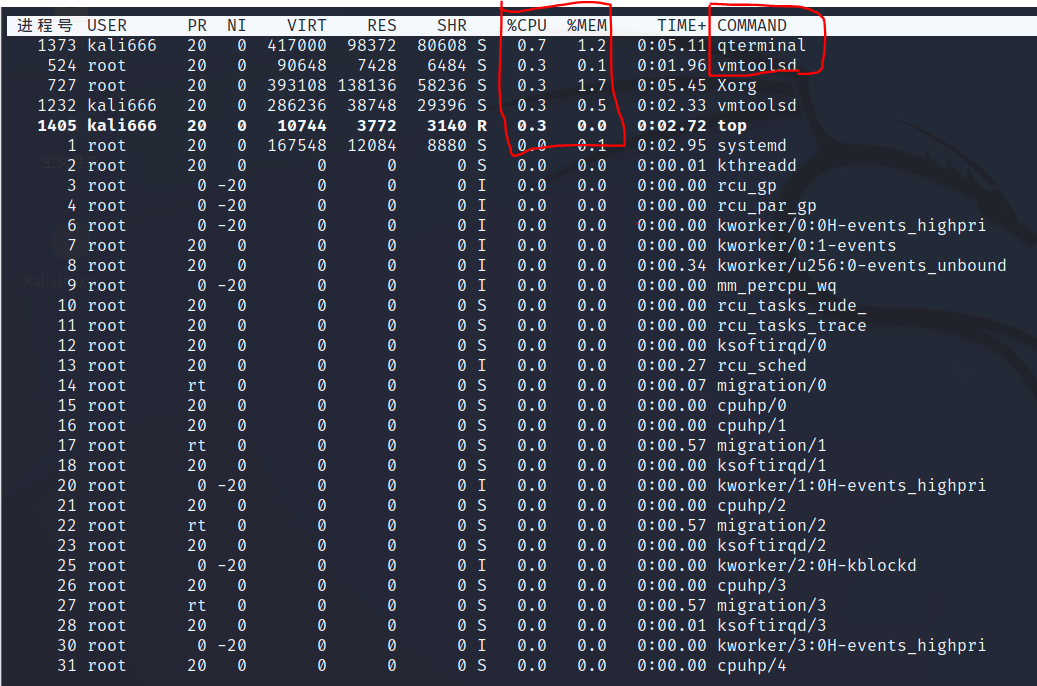 进程号 USER PR NI VIRT RES SHR %CPU %MEM TIME+ COMMAND
1373 kali666 20 0 417000 98372 80608 S 0.7 1.2 0:05.11 qterminal
524 root 20 0 90648 7428 6484 S 0.3 0.1 0:01.96 vmtoolsd
727 root 20 0 393108 138136 58236 S 0.3 1.7 0:05.45 Xorg
1232 kali666 20 0 286236 38748 29396 S 0.3 0.5 0:02.33 vmtoolsd
1405 kali666 20 0 10744 3772 3140 R 0.3 0.0 0:02.72 top
1 root 20 0 167548 12084 8880 S 0.0 0.1 0:02.95 systemd
2 root 20 0 0 0 0 S 0.0 0.0 0:00.01 kthreadd
3 root 0 -20 0 0 0 I 0.0 0.0 0:00.00 rcu_gp
4 root 0 -20 0 0 0 I 0.0 0.0 0:00.00 rcu_par_gp
6 root 0 -20 0 0 0 I 0.0 0.0 0:00.00 kworker/0:0H-events_highpri
7 root 20 0 0 0 0 I 0.0 0.0 0:00.00 kworker/0:1-events
8 root 20 0 0 0 0 I 0.0 0.0 0:00.34 kworker/u256:0-events_unbound
9 root 0 -20 0 0 0 I 0.0 0.0 0:00.00 mm_percpu_wq
10 root 20 0 0 0 0 S 0.0 0.0 0:00.00 rcu_tasks_rude_
11 root 20 0 0 0 0 S 0.0 0.0 0:00.00 rcu_tasks_trace
12 root 20 0 0 0 0 S 0.0 0.0 0:00.00 ksoftirqd/0
13 root 20 0 0 0 0 I 0.0 0.0 0:00.27 rcu_sched
14 root rt 0 0 0 0 S 0.0 0.0 0:00.07 migration/0
15 root 20 0 0 0 0 S 0.0 0.0 0:00.00 cpuhp/0
16 root 20 0 0 0 0 S 0.0 0.0 0:00.00 cpuhp/1
17 root rt 0 0 0 0 S 0.0 0.0 0:00.57 migration/1
18 root 20 0 0 0 0 S 0.0 0.0 0:00.00 ksoftirqd/1
20 root 0 -20 0 0 0 I 0.0 0.0 0:00.00 kworker/1:0H-events_highpri
21 root 20 0 0 0 0 S 0.0 0.0 0:00.00 cpuhp/2
22 root rt 0 0 0 0 S 0.0 0.0 0:00.57 migration/2
23 root 20 0 0 0 0 S 0.0 0.0 0:00.00 ksoftirqd/2
25 root 0 -20 0 0 0 I 0.0 0.0 0:00.00 kworker/2:0H-kblockd
26 root 20 0 0 0 0 S 0.0 0.0 0:00.00 cpuhp/3
27 root rt 0 0 0 0 S 0.0 0.0 0:00.57 migration/3
28 root 20 0 0 0 0 S 0.0 0.0 0:00.01 ksoftirqd/3
30 root 0 -20 0 0 0 I 0.0 0.0 0:00.00 kworker/3:0H-events_highpri
31 root 20 0 0 0 0 S 0.0 0.0 0:00.00 cpuhp/4